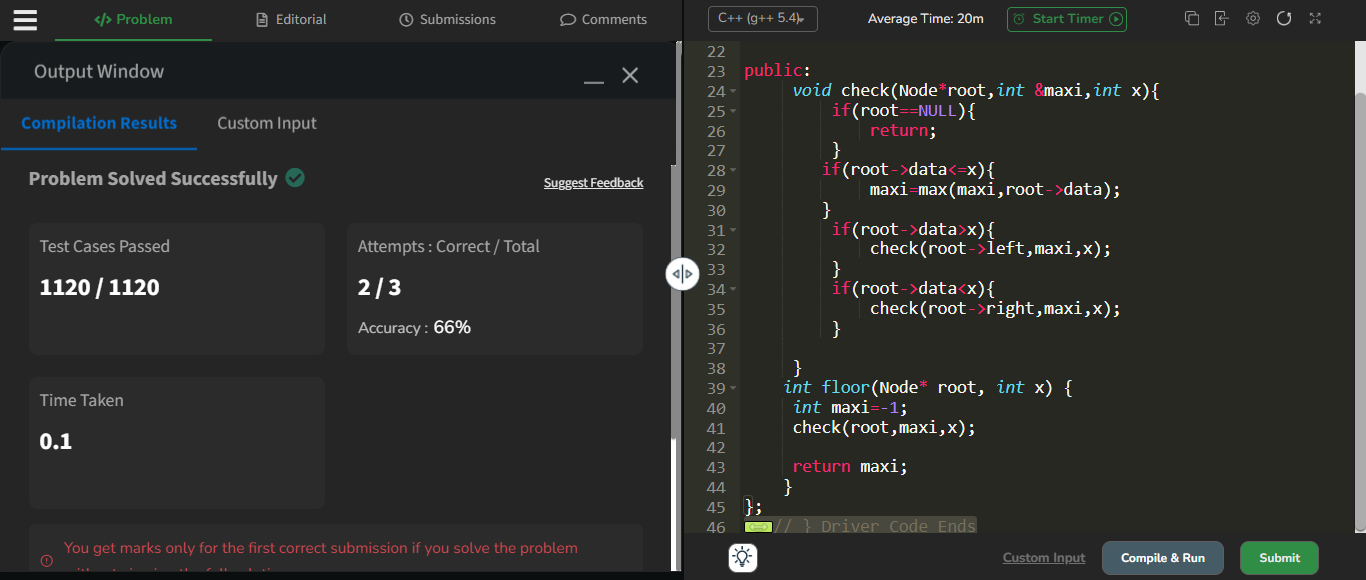 Problem
Editorial
Submissions
Comments
Output Window
Compilation Results
Custom Input
Problem Solved Successfully
Suggest Feedback
Test Cases Passed
1120 / 1120
Attempts : Correct / Total
2 / 3
Accuracy : 66%
Time Taken
0.1
You get marks only for the first correct submission if you solve the problem
C++ (g++ 5.4)
Average Time: 20m
Start Timer
22
23 public:
24 void check(Node*root,int &maxi,int x){
25 if(root==NULL){
26 return;
27 }
28 if(root->data<=x){
29 maxi=max(maxi,root->data);
30 }
31 if(root->data>x){
32 check(root->left,maxi,x);
33 }
34 if(root->data<x){
35 check(root->right,maxi,x);
36 }
37
38 }
39 int floor(Node* root, int x) {
40 int maxi=-1;
41 check(root,maxi,x);
42
43 return maxi;
44 }
45 };
46 // } Driver Code Ends
Custom Input
Compile & Run
Submit